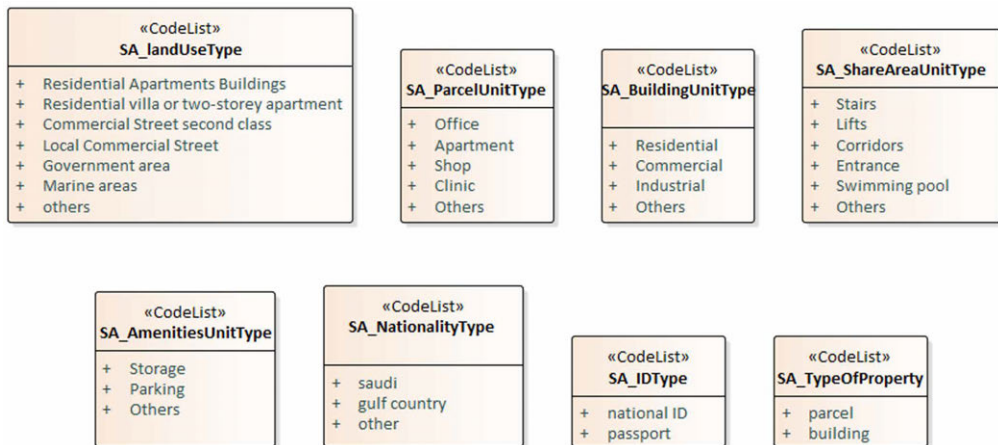 «CodeList»
SA_landUseType
+ Residential Apartments Buildings
+ Residential villa or two-storey apartment
+ Commercial Street second class
+ Local Commercial Street
+ Government area
+ Marine areas
+ others
«CodeList»
SA_ParcelUnitType
+ Office
+ Apartment
+ Shop
+ Clinic
+ Others
«CodeList»
SA_BuildingUnitType
+ Residential
+ Commercial
+ Industrial
+ Others
«CodeList»
SA_ShareAreaUnitType
+ Stairs
+ Lifts
+ Corridors
+ Entrance
+ Swimming pool
+ Others
«CodeList»
SA_AmenitiesUnitType
+ Storage
+ Parking
+ Others
«CodeList»
SA_NationalityType
+ saudi
+ gulf country
+ other
«CodeList»
SA_IDType
+ national ID
+ passport
«CodeList»
SA_TypeOfProperty
+ parcel
+ building